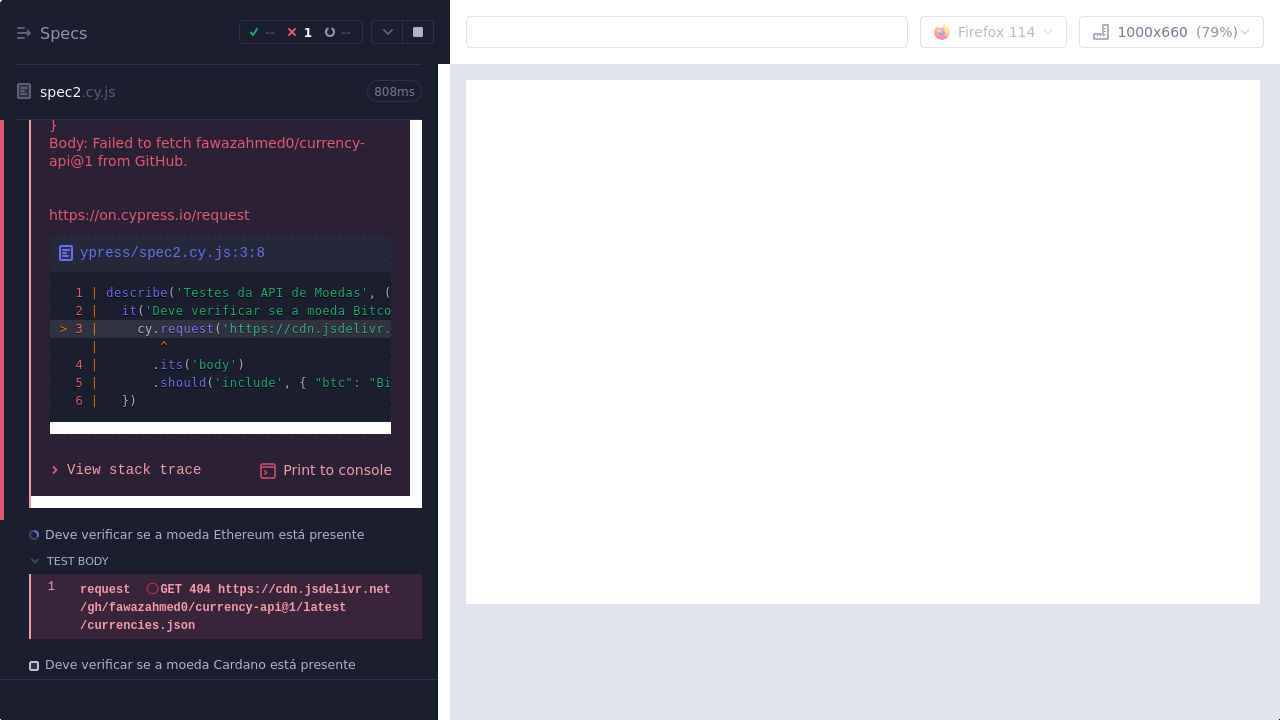 Specs
--
1
--
Firefox 114
1000x660 (79%)
spec2.cy.js
808ms
}
Body: Failed to fetch fawazahmed0/currency-
api@1 from GitHub.
https://on.cypress.io/request
ypress/spec2.cy.js:3:8
1 | describe('Testes da API de Moedas', (
2 |   it('Deve verificar se a moeda Bitco
> 3 |     cy.request('https://cdn.jsdelivr.
|        ^
4 |       .its('body')
5 |       .should('include', { "btc": "Bi
6 |   })
View stack trace
Print to console
Deve verificar se a moeda Ethereum está presente
TEST BODY
1 request GET 404 https://cdn.jsdelivr.net
/gh/fawazahmed0/currency-api@1/latest
/currencies.json
Deve verificar se a moeda Cardano está presente